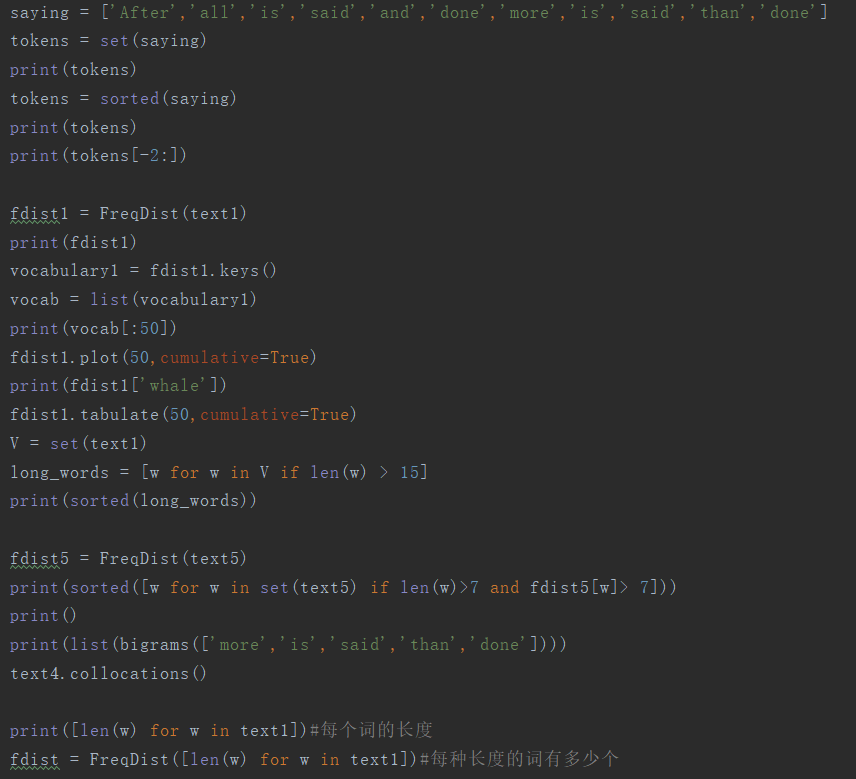 saying = ['After','all','is','said','and','done','more','is','said','than','done']
tokens = set(saying)
print(tokens)
tokens = sorted(saying)
print(tokens)
print(tokens[-2:])
fdist1 = FreqDist(text1)
print(fdist1)
vocabulary1 = fdist1.keys()
vocab = list(vocabulary1)
print(vocab[:50])
fdist1.plot(50,cumulative=True)
print(fdist1['whale'])
fdist1.tabulate(50,cumulative=True)
V = set(text1)
long_words = [w for w in V if len(w) > 15]
print(sorted(long_words))
fdist5 = FreqDist(text5)
print(sorted([w for w in set(text5) if len(w)>7 and fdist5[w]> 7]))
print()
print(list(bigrams(['more','is','said','than','done'])))
text4.collocations()
print([len(w) for w in text1])#每个词的长度
fdist = FreqDist([len(w) for w in text1])#每种长度的词有多少个